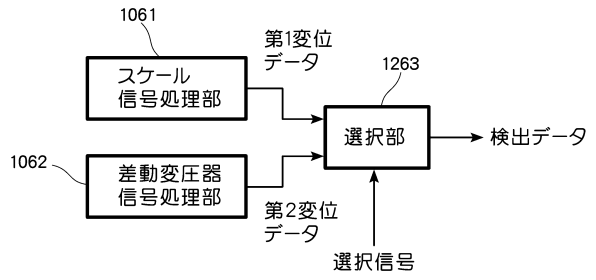 1061
スケール
信号処理部
第1変位
データ
1263
選択部
検出データ
1062
差動変圧器
信号処理部
第2変位
データ
選択信号